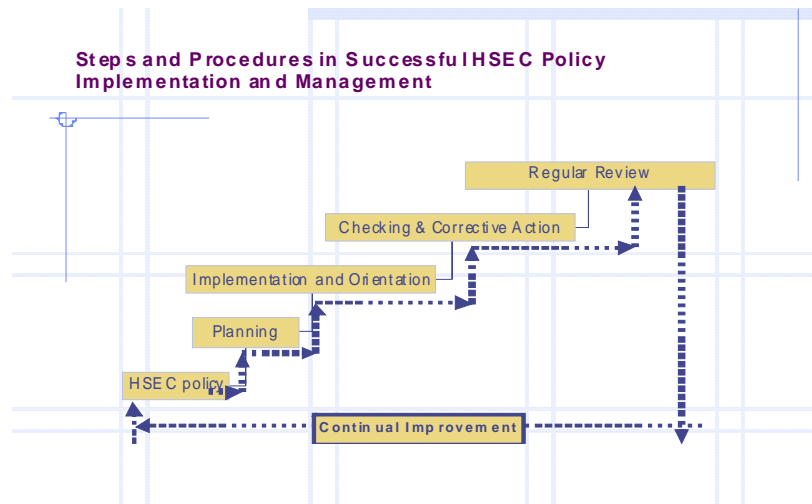 Steps and Procedures in Successful HSEC Policy
Implementation and Management
Regular Review
Checking & Corrective Action
Implementation and Orientation
Planning
HSEC policy
Continual Improvement